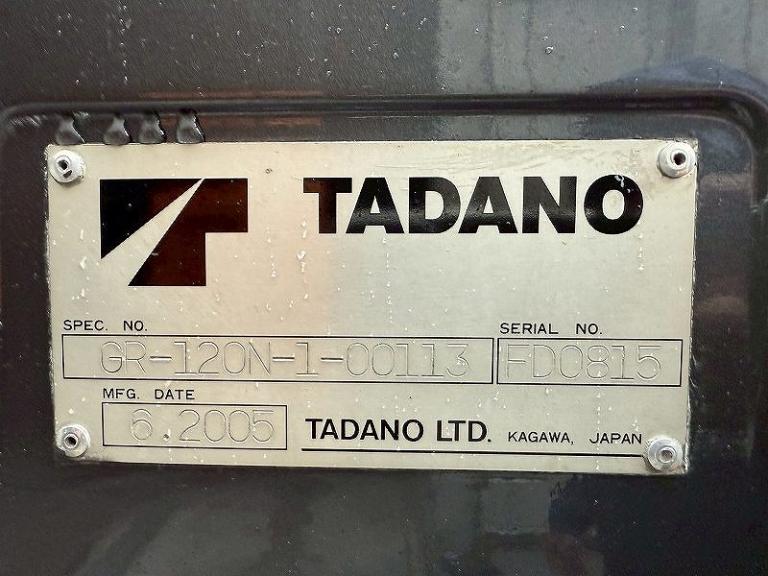 TADANO
SPEC. NO.
GR-120N-1-00113
SERIAL NO.
FD0815
MFG. DATE
6.2005
TADANO LTD. KAGAWA, JAPAN